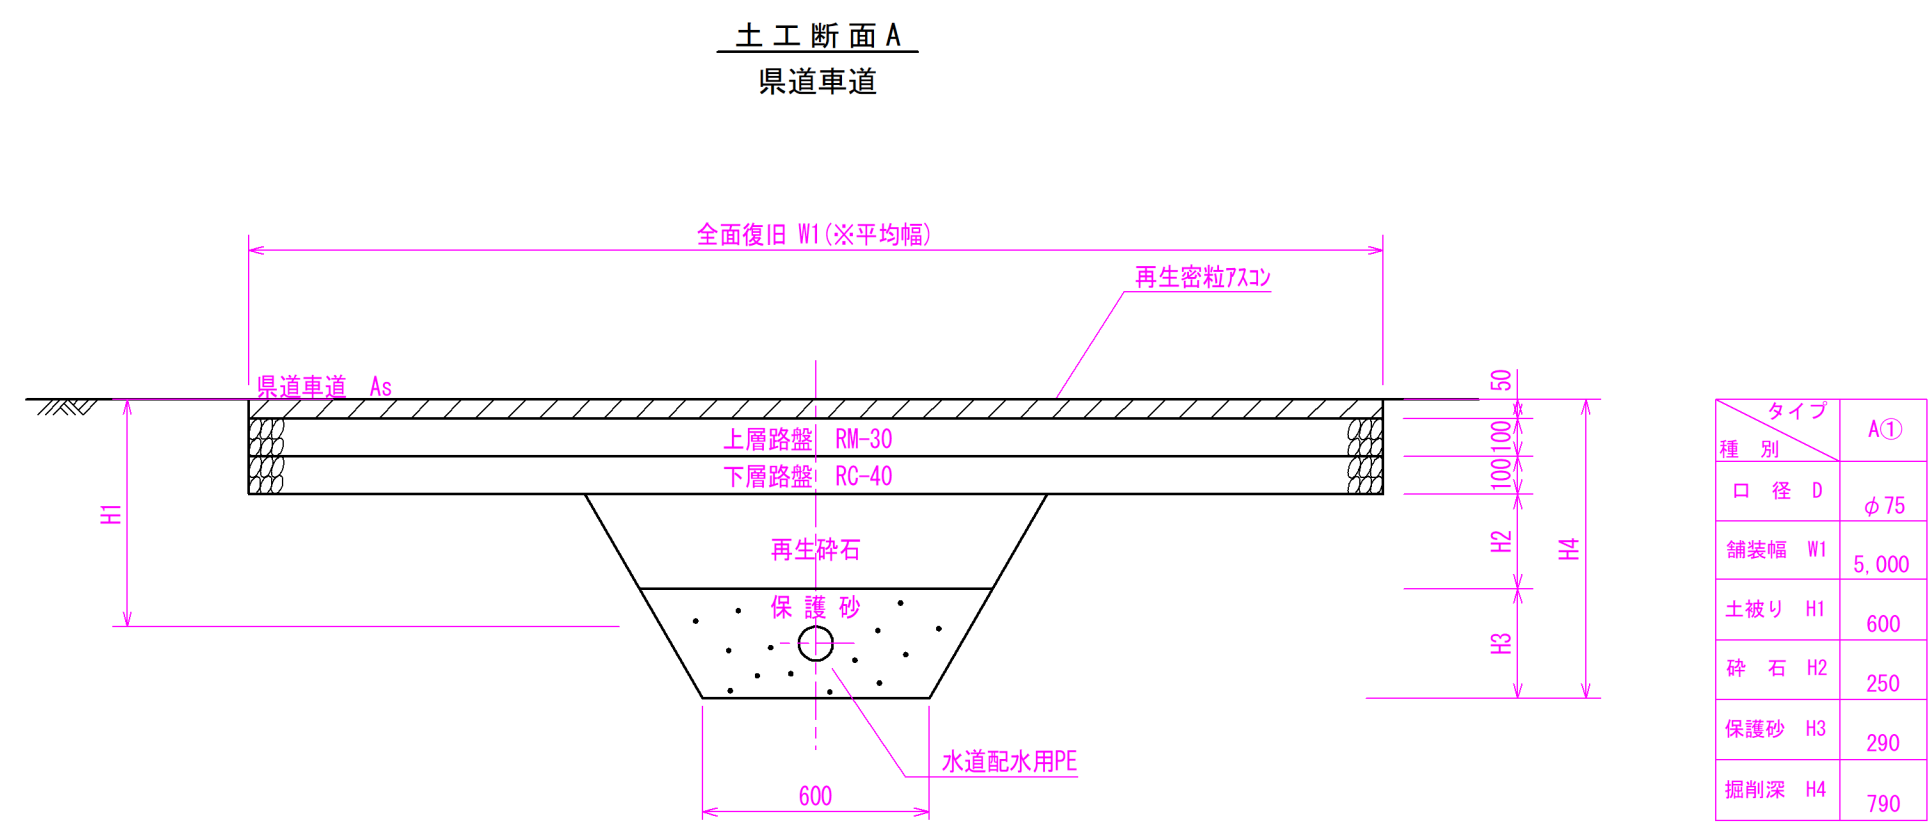 土工断面A
県道車道
全面復旧 W1(※平均幅)
再生密粒ｱｽｺﾝ
県道車道 As
上層路盤 RM-30
下層路盤 RC-40
再生砕石
保護砂
水道配水用PE
600
H1
50
100
100
H2
H3
H4
タイプ
種別
A①
口径 D
φ75
舗装幅 W1
5,000
土被り H1
600
砕石 H2
250
保護砂 H3
290
掘削深 H4
790